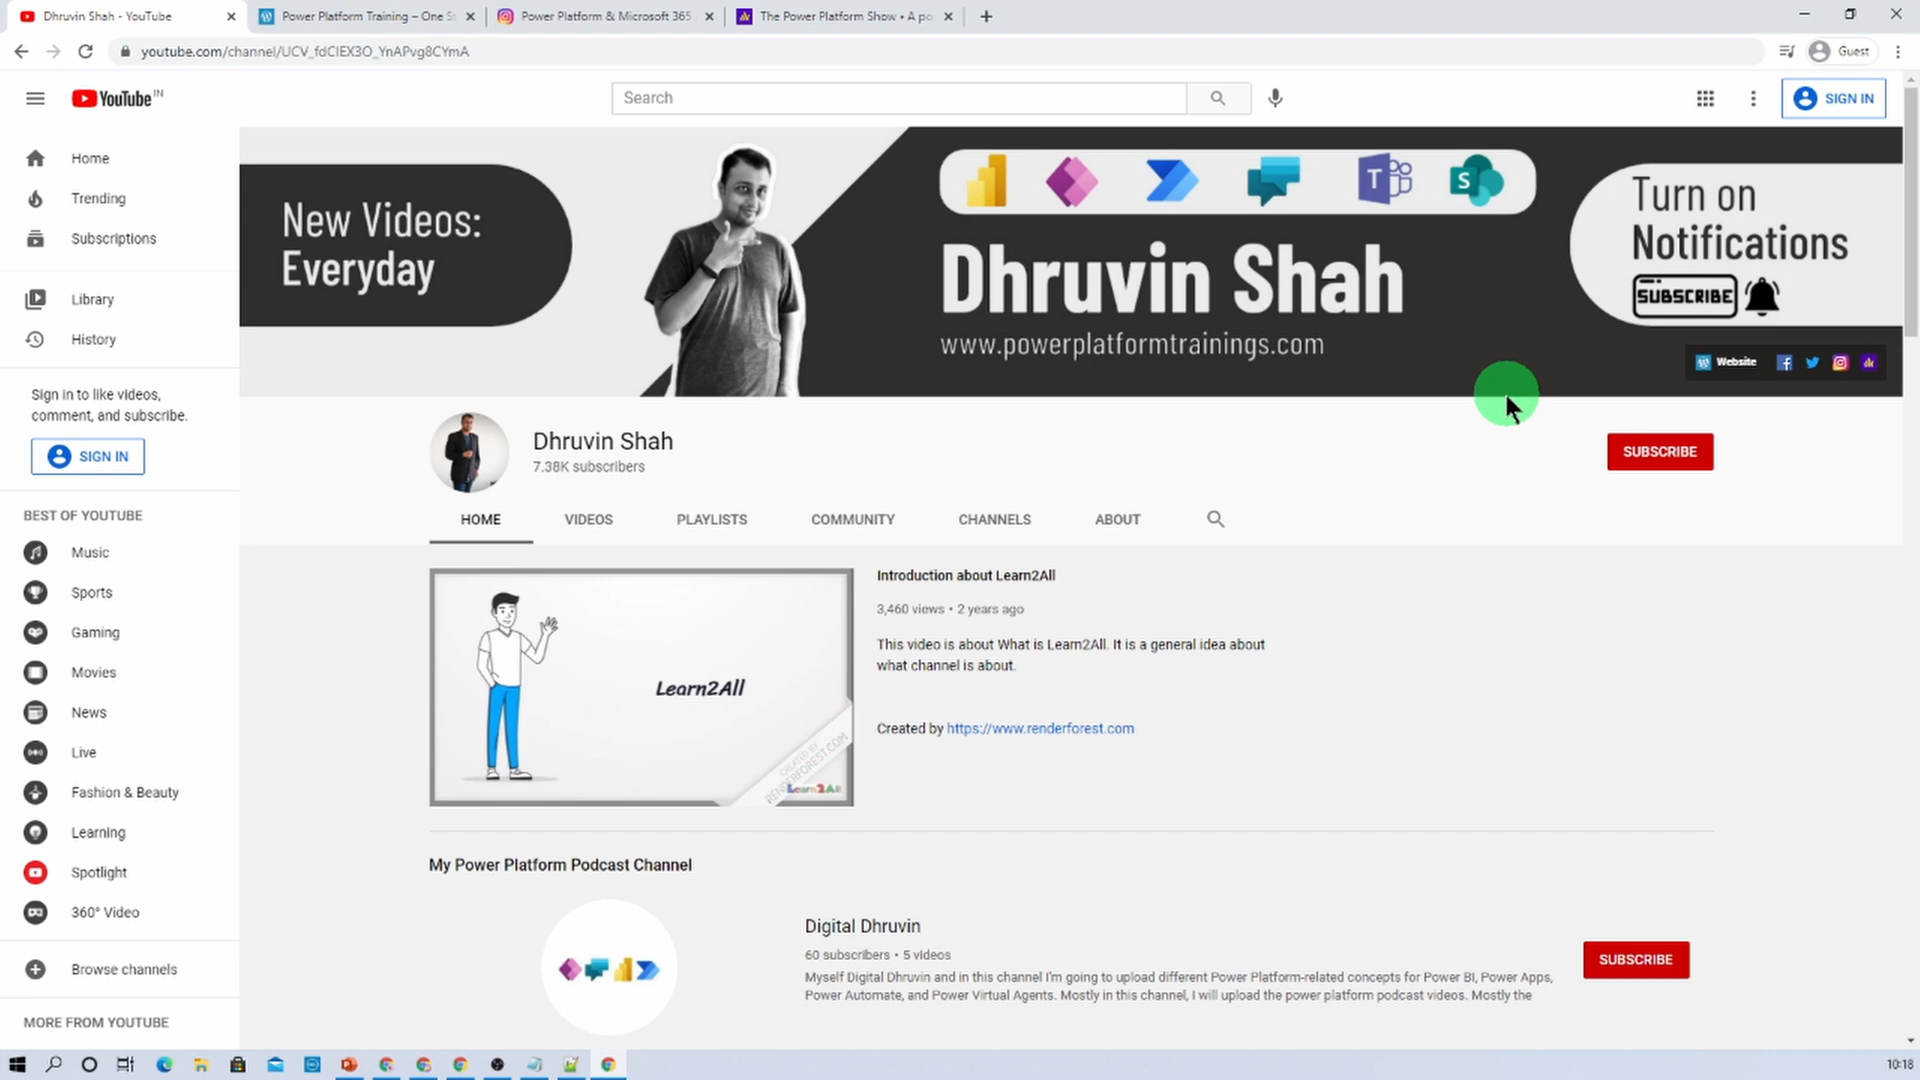 Dhruvin Shah - YouTube
Power Platform Training – One St
Power Platform & Microsoft 365
The Power Platform Show • A po
youtube.com/channel/UCV_fdCIEX3O_YnAPvg8CYmA
Guest
YouTube IN
Search
SIGN IN
Home
Trending
Subscriptions
Library
History
Sign in to like videos,
comment, and subscribe.
SIGN IN
BEST OF YOUTUBE
Music
Sports
Gaming
Movies
News
Live
Fashion & Beauty
Learning
Spotlight
360° Video
Browse channels
MORE FROM YOUTUBE
New Videos:
Everyday
Dhruvin Shah
www.powerplatformtrainings.com
Turn on
Notifications
SUBSCRIBE
Website
Dhruvin Shah
7.38K subscribers
SUBSCRIBE
HOME
VIDEOS
PLAYLISTS
COMMUNITY
CHANNELS
ABOUT
Learn2All
CREATED BY
RENDERFOREST.COM
Learn2All
Introduction about Learn2All
3,460 views • 2 years ago
This video is about What is Learn2All. It is a general idea about
what channel is about.
Created by https://www.renderforest.com
My Power Platform Podcast Channel
Digital Dhruvin
60 subscribers • 5 videos
Myself Digital Dhruvin and in this channel I'm going to upload different Power Platform-related concepts for Power BI, Power Apps,
Power Automate, and Power Virtual Agents. Mostly in this channel, I will upload the power platform podcast videos. Mostly the
SUBSCRIBE
10:18